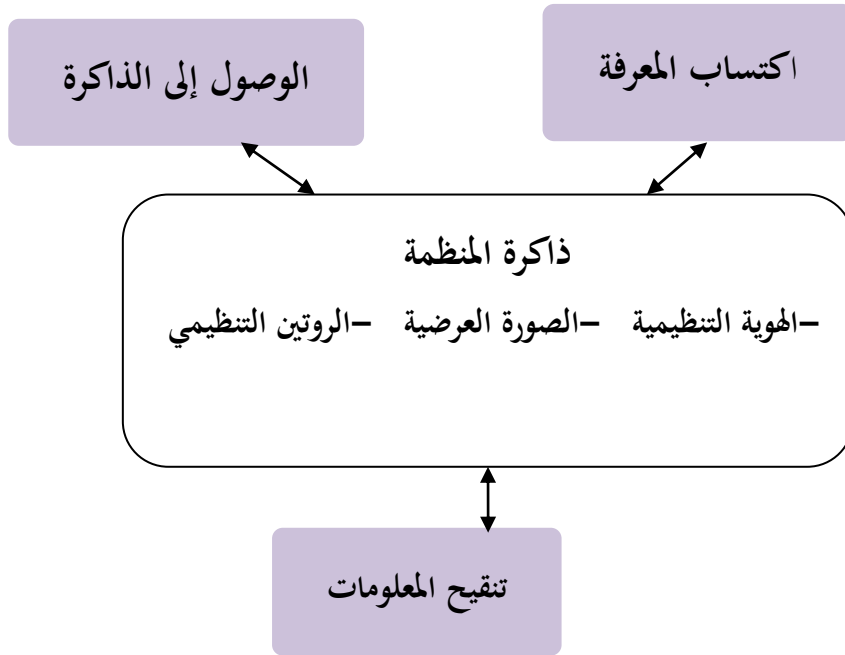 اكتساب المعرفة
الوصول إلى الذاكرة
ذاكرة المنظمة
–الهوية التنظيمية –الصورة العرضية –الروتين التنظيمي
تنقيح المعلومات